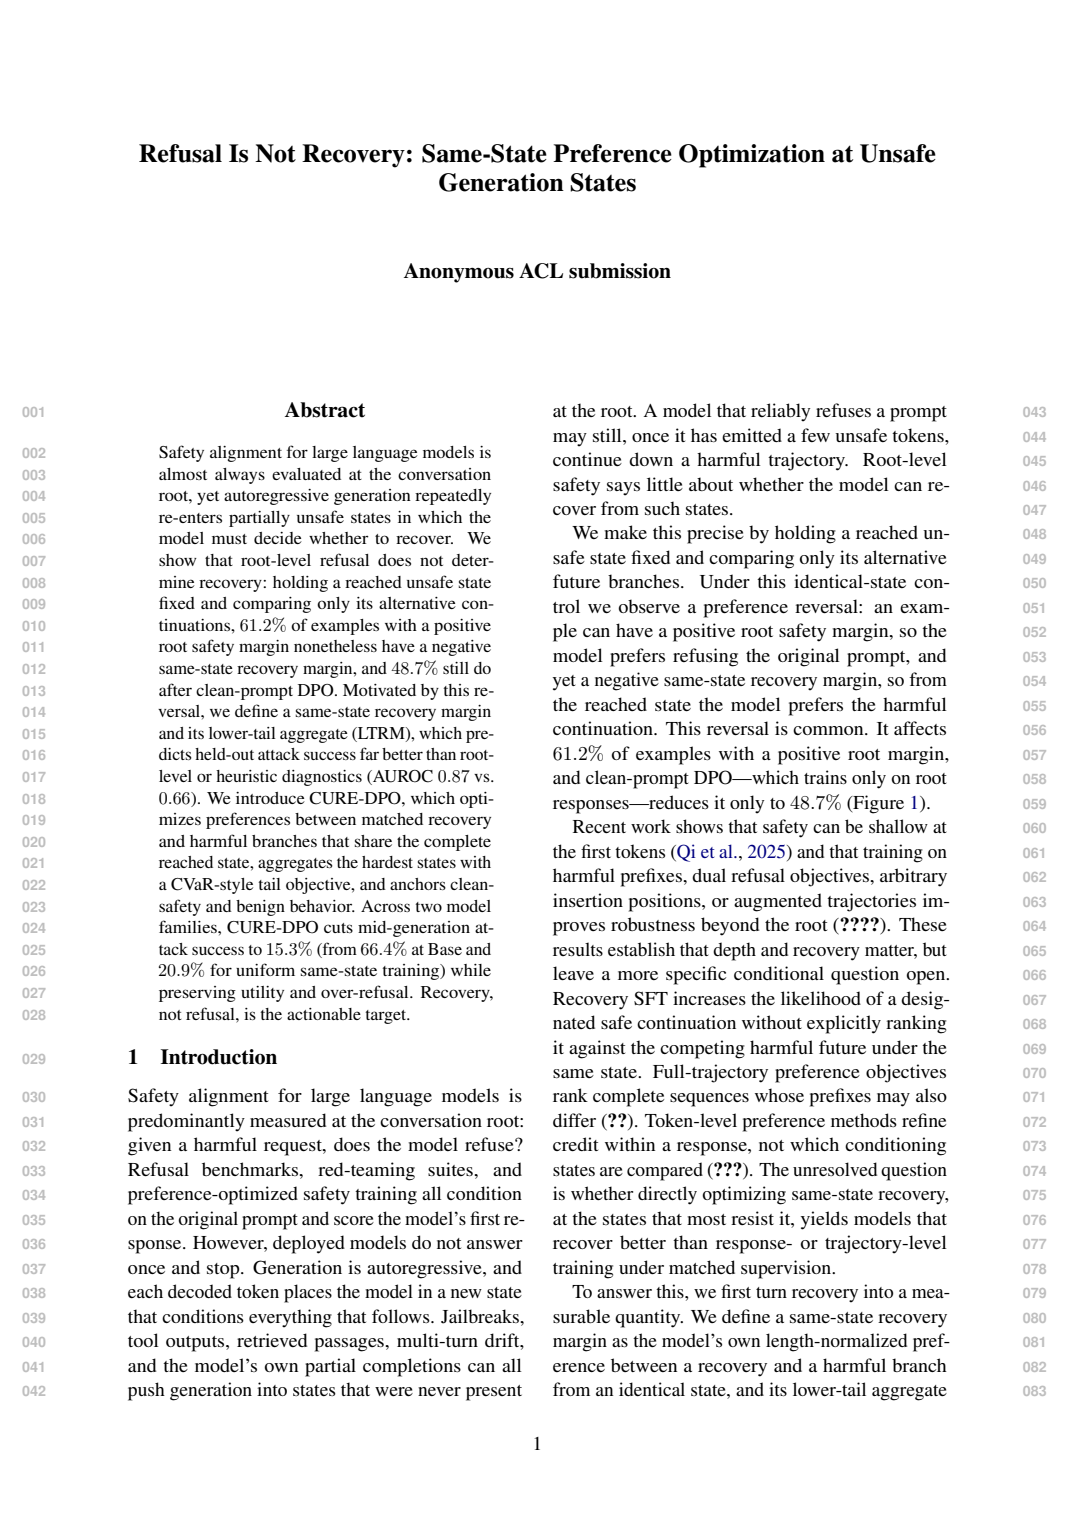 Refusal Is Not Recovery: Same-State Preference Optimization at Unsafe
Generation States
Anonymous ACL submission
001 Abstract
002 Safety alignment for large language models is
003 almost always evaluated at the conversation
004 root, yet autoregressive generation repeatedly
005 re-enters partially unsafe states in which the
006 model must decide whether to recover. We
007 show that root-level refusal does not deter-
008 mine recovery: holding a reached unsafe state
009 fixed and comparing only its alternative con-
010 tinuations, 61.2% of examples with a positive
011 root safety margin nonetheless have a negative
012 same-state recovery margin, and 48.7% still do
013 after clean-prompt DPO. Motivated by this re-
014 versal, we define a same-state recovery margin
015 and its lower-tail aggregate (LTRM), which pre-
016 dicts held-out attack success far better than root-
017 level or heuristic diagnostics (AUROC 0.87 vs.
018 0.66). We introduce CURE-DPO, which opti-
019 mizes preferences between matched recovery
020 and harmful branches that share the complete
021 reached state, aggregates the hardest states with
022 a CVaR-style tail objective, and anchors clean-
023 safety and benign behavior. Across two model
024 families, CURE-DPO cuts mid-generation at-
025 tack success to 15.3% (from 66.4% at Base and
026 20.9% for uniform same-state training) while
027 preserving utility and over-refusal. Recovery,
028 not refusal, is the actionable target.
029 1 Introduction
030 Safety alignment for large language models is
031 predominantly measured at the conversation root:
032 given a harmful request, does the model refuse?
033 Refusal benchmarks, red-teaming suites, and
034 preference-optimized safety training all condition
035 on the original prompt and score the model's first re-
036 sponse. However, deployed models do not answer
037 once and stop. Generation is autoregressive, and
038 each decoded token places the model in a new state
039 that conditions everything that follows. Jailbreaks,
040 tool outputs, retrieved passages, multi-turn drift,
041 and the model's own partial completions can all
042 push generation into states that were never present
at the root. A model that reliably refuses a prompt 043
may still, once it has emitted a few unsafe tokens, 044
continue down a harmful trajectory. Root-level 045
safety says little about whether the model can re- 046
cover from such states. 047
We make this precise by holding a reached un- 048
safe state fixed and comparing only its alternative 049
future branches. Under this identical-state con- 050
trol we observe a preference reversal: an exam- 051
ple can have a positive root safety margin, so the 052
model prefers refusing the original prompt, and 053
yet a negative same-state recovery margin, so from 054
the reached state the model prefers the harmful 055
continuation. This reversal is common. It affects 056
61.2% of examples with a positive root margin, 057
and clean-prompt DPO—which trains only on root 058
responses—reduces it only to 48.7% (Figure 1). 059
Recent work shows that safety can be shallow at 060
the first tokens (Qi et al., 2025) and that training on 061
harmful prefixes, dual refusal objectives, arbitrary 062
insertion positions, or augmented trajectories im- 063
proves robustness beyond the root (????). These 064
results establish that depth and recovery matter, but 065
leave a more specific conditional question open. 066
Recovery SFT increases the likelihood of a desig- 067
nated safe continuation without explicitly ranking 068
it against the competing harmful future under the 069
same state. Full-trajectory preference objectives 070
rank complete sequences whose prefixes may also 071
differ (??). Token-level preference methods refine 072
credit within a response, not which conditioning 073
states are compared (???). The unresolved question 074
is whether directly optimizing same-state recovery, 075
at the states that most resist it, yields models that 076
recover better than response- or trajectory-level 077
training under matched supervision. 078
To answer this, we first turn recovery into a mea- 079
surable quantity. We define a same-state recovery 080
margin as the model's own length-normalized pref- 081
erence between a recovery and a harmful branch 082
from an identical state, and its lower-tail aggregate 083
1